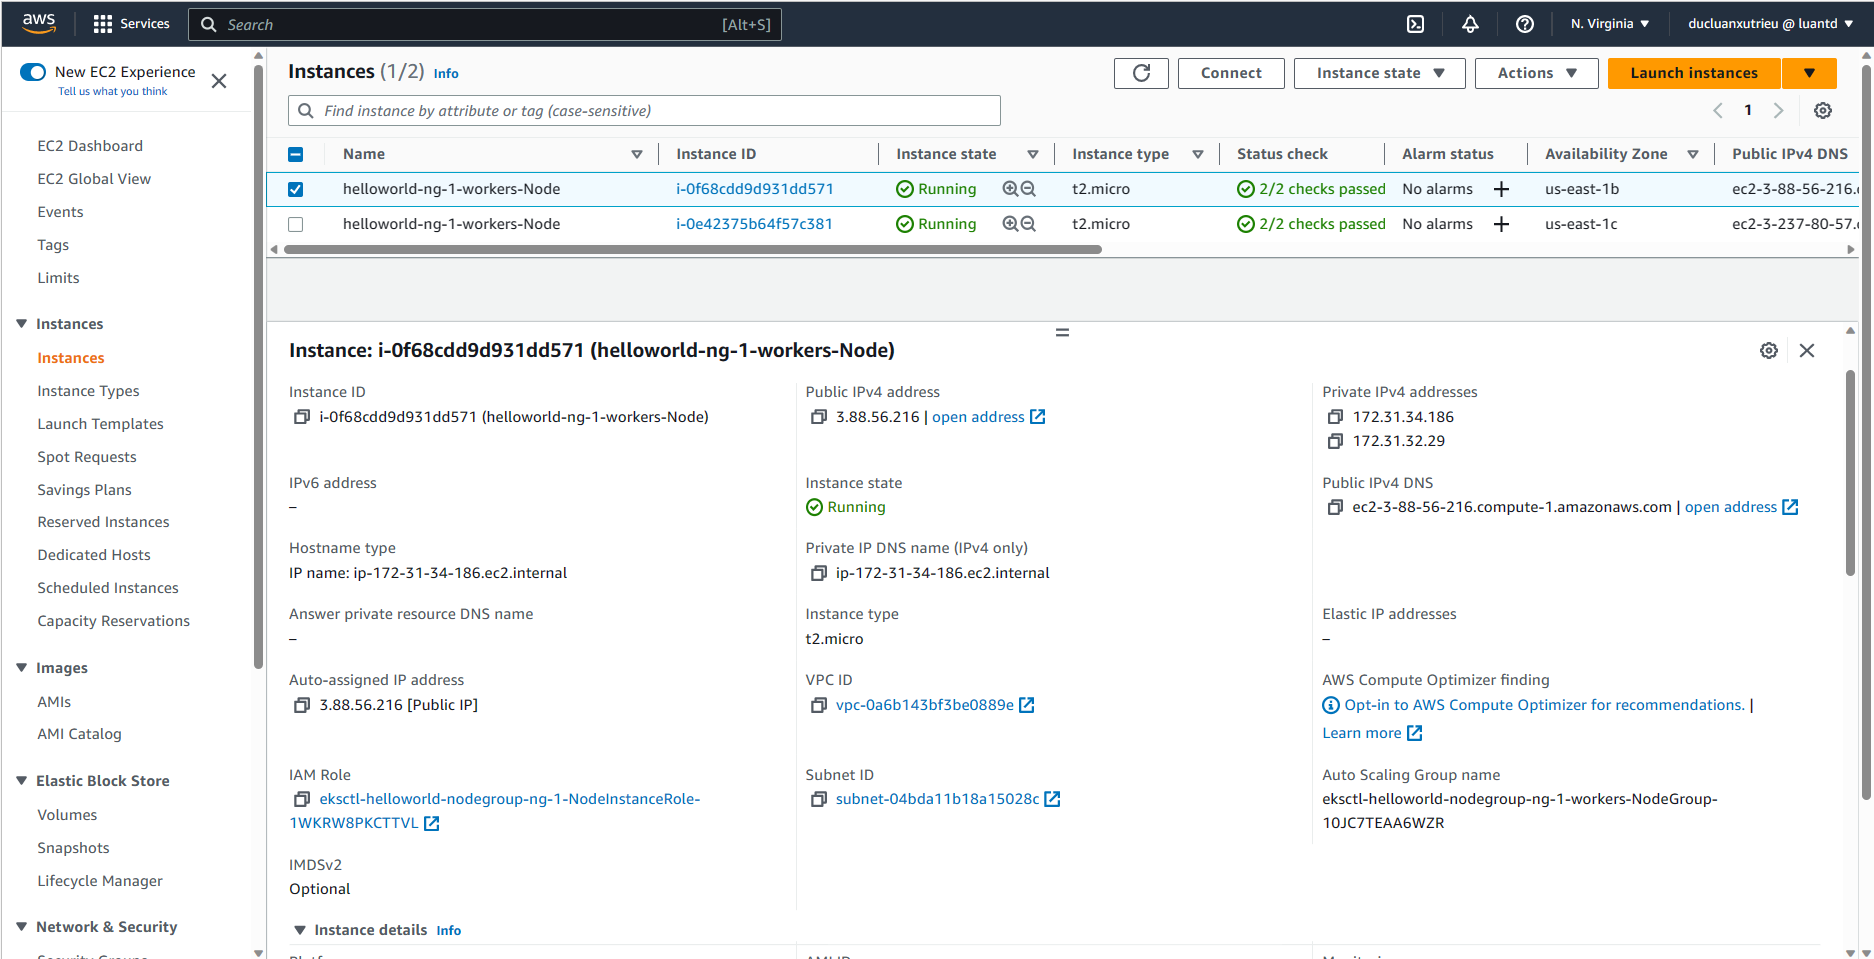 aws
Services
Search
[Alt+S]
N. Virginia
ducluanxutrieu @ luantd
New EC2 Experience
Tell us what you think
EC2 Dashboard
EC2 Global View
Events
Tags
Limits
Instances
Instances
Instance Types
Launch Templates
Spot Requests
Savings Plans
Reserved Instances
Dedicated Hosts
Scheduled Instances
Capacity Reservations
Images
AMIs
AMI Catalog
Elastic Block Store
Volumes
Snapshots
Lifecycle Manager
Network & Security
Instances (1/2) Info
Connect
Instance state
Actions
Launch instances
Find instance by attribute or tag (case-sensitive)
1
Name Instance ID Instance state Instance type Status check Alarm status Availability Zone Public IPv4 DNS
helloworld-ng-1-workers-Node i-0f68cdd9d931dd571 Running t2.micro 2/2 checks passed No alarms + us-east-1b ec2-3-88-56-216.
helloworld-ng-1-workers-Node i-0e42375b64f57c381 Running t2.micro 2/2 checks passed No alarms + us-east-1c ec2-3-237-80-57.
Instance: i-0f68cdd9d931dd571 (helloworld-ng-1-workers-Node)
Instance ID
i-0f68cdd9d931dd571 (helloworld-ng-1-workers-Node)
Public IPv4 address
3.88.56.216 | open address
Private IPv4 addresses
172.31.34.186
172.31.32.29
IPv6 address
–
Instance state
Running
Public IPv4 DNS
ec2-3-88-56-216.compute-1.amazonaws.com | open address
Hostname type
IP name: ip-172-31-34-186.ec2.internal
Private IP DNS name (IPv4 only)
ip-172-31-34-186.ec2.internal
Answer private resource DNS name
–
Instance type
t2.micro
Elastic IP addresses
–
Auto-assigned IP address
3.88.56.216 [Public IP]
VPC ID
vpc-0a6b143bf3be0889e
AWS Compute Optimizer finding
Opt-in to AWS Compute Optimizer for recommendations. |
Learn more
IAM Role
eksctl-helloworld-nodegroup-ng-1-NodeInstanceRole-
1WKRW8PKCTTVL
Subnet ID
subnet-04bda11b18a15028c
Auto Scaling Group name
eksctl-helloworld-nodegroup-ng-1-workers-NodeGroup-
10JC7TEAA6WZR
IMDSv2
Optional
Instance details Info